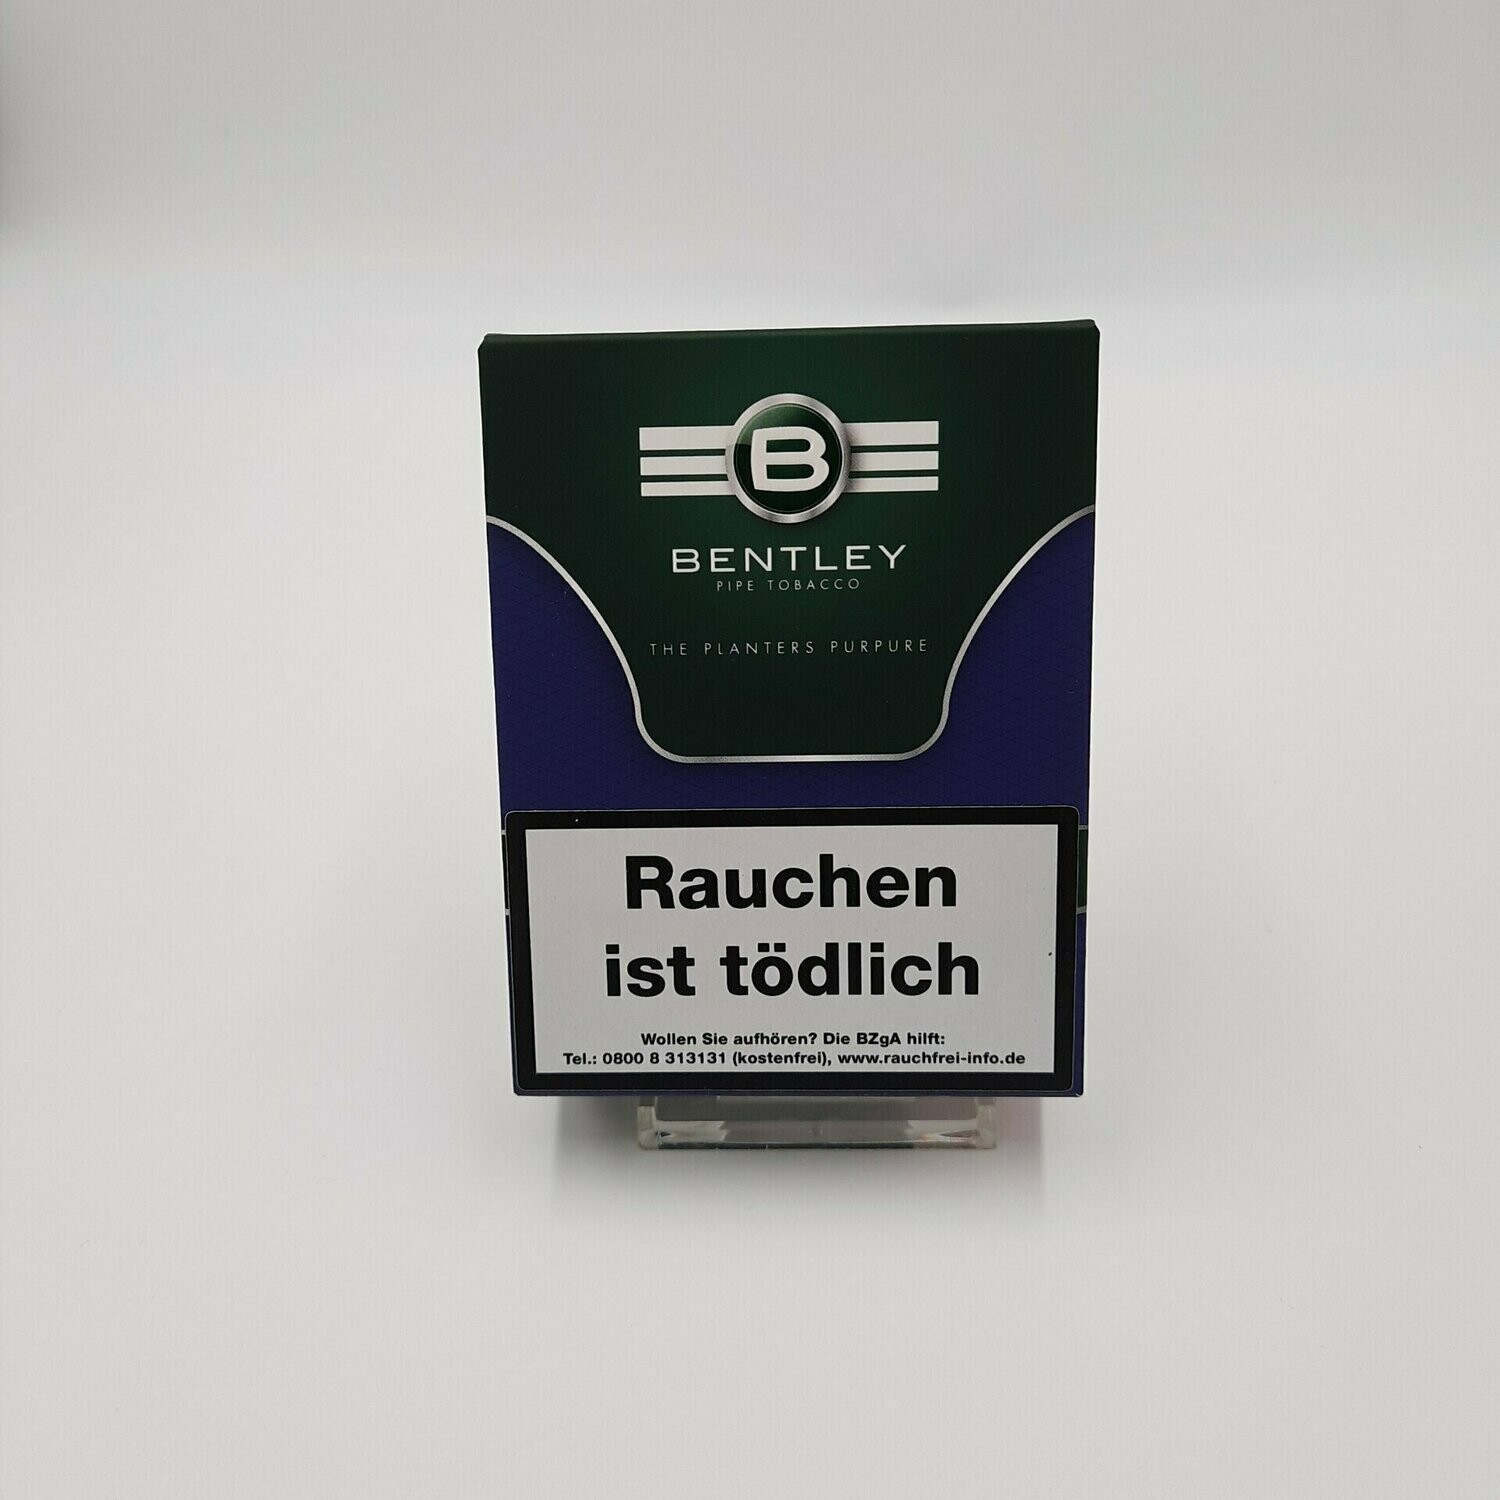 B
BENTLEY
PIPE TOBACCO
THE PLANTERS PURPURE
Rauchen
ist tödlich
Wollen Sie aufhören? Die BZgA hilft:
Tel.: 0800 8 313131 (kostenfrei), www.rauchfrei-info.de